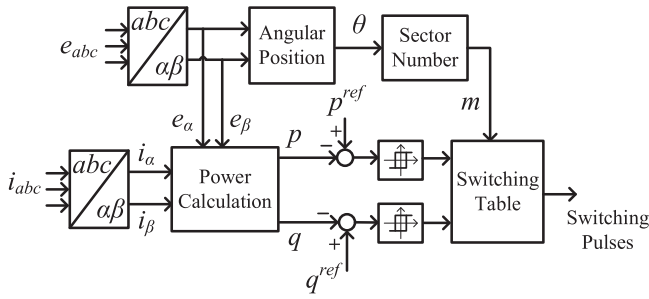 abc
αβ
e_abc
Angular
Position
θ
Sector
Number
m
e_α
e_β
p^ref
+
−
p
abc
αβ
i_abc
i_α
i_β
Power
Calculation
q
−
+
q^ref
Switching
Table
Switching
Pulses